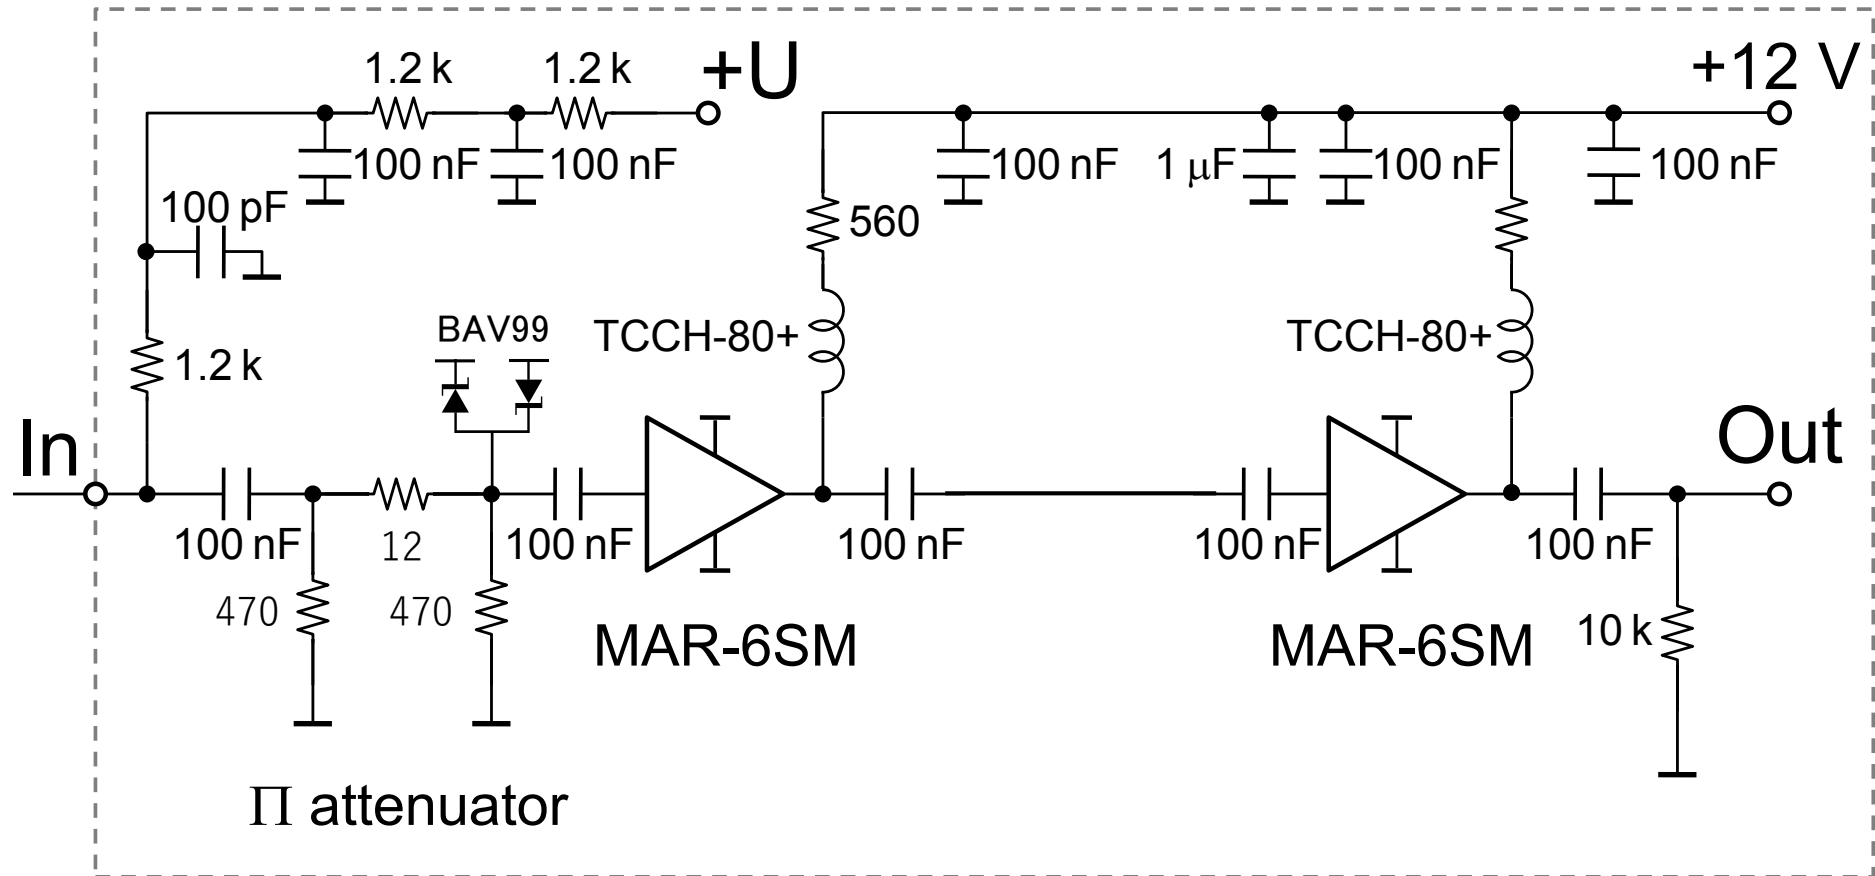 1.2 k
1.2 k
+U
+12 V
100 nF
100 nF
100 nF
1 μF
100 nF
100 nF
100 pF
560
BAV99
TCCH-80+
TCCH-80+
1.2 k
In
Out
100 nF
12
100 nF
100 nF
100 nF
100 nF
470
470
MAR-6SM
MAR-6SM
10 k
Π attenuator